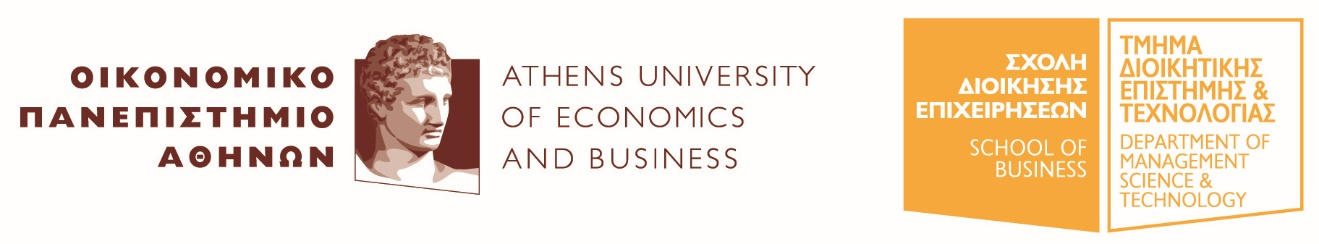 ΟΙΚΟΝΟΜΙΚΟ
ΠΑΝΕΠΙΣΤΗΜΙΟ
ΑΘΗΝΩΝ
ATHENS UNIVERSITY
OF ECONOMICS
AND BUSINESS
ΣΧΟΛΗ
ΔΙΟΙΚΗΣΗΣ
ΕΠΙΧΕΙΡΗΣΕΩΝ
SCHOOL OF
BUSINESS
ΤΜΗΜΑ
ΔΙΟΙΚΗΤΙΚΗΣ
ΕΠΙΣΤΗΜΗΣ &
ΤΕΧΝΟΛΟΓΙΑΣ
DEPARTMENT OF
MANAGEMENT
SCIENCE &
TECHNOLOGY